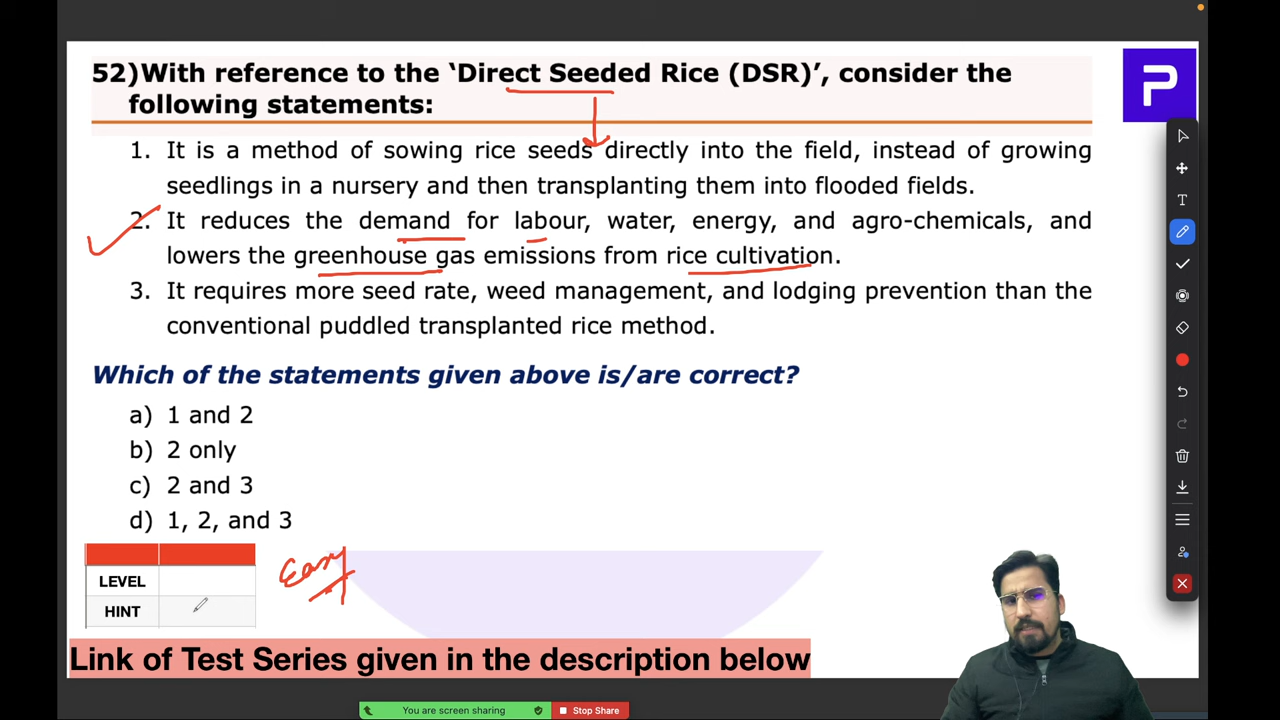 52)With reference to the ‘Direct Seeded Rice (DSR)’, consider the
following statements:
1. It is a method of sowing rice seeds directly into the field, instead of growing
seedlings in a nursery and then transplanting them into flooded fields.
2. It reduces the demand for labour, water, energy, and agro-chemicals, and
lowers the greenhouse gas emissions from rice cultivation.
3. It requires more seed rate, weed management, and lodging prevention than the
conventional puddled transplanted rice method.
Which of the statements given above is/are correct?
a) 1 and 2
b) 2 only
c) 2 and 3
d) 1, 2, and 3
Easy
LEVEL
HINT
Link of Test Series given in the description below
You are screen sharing
Stop Share
P
T